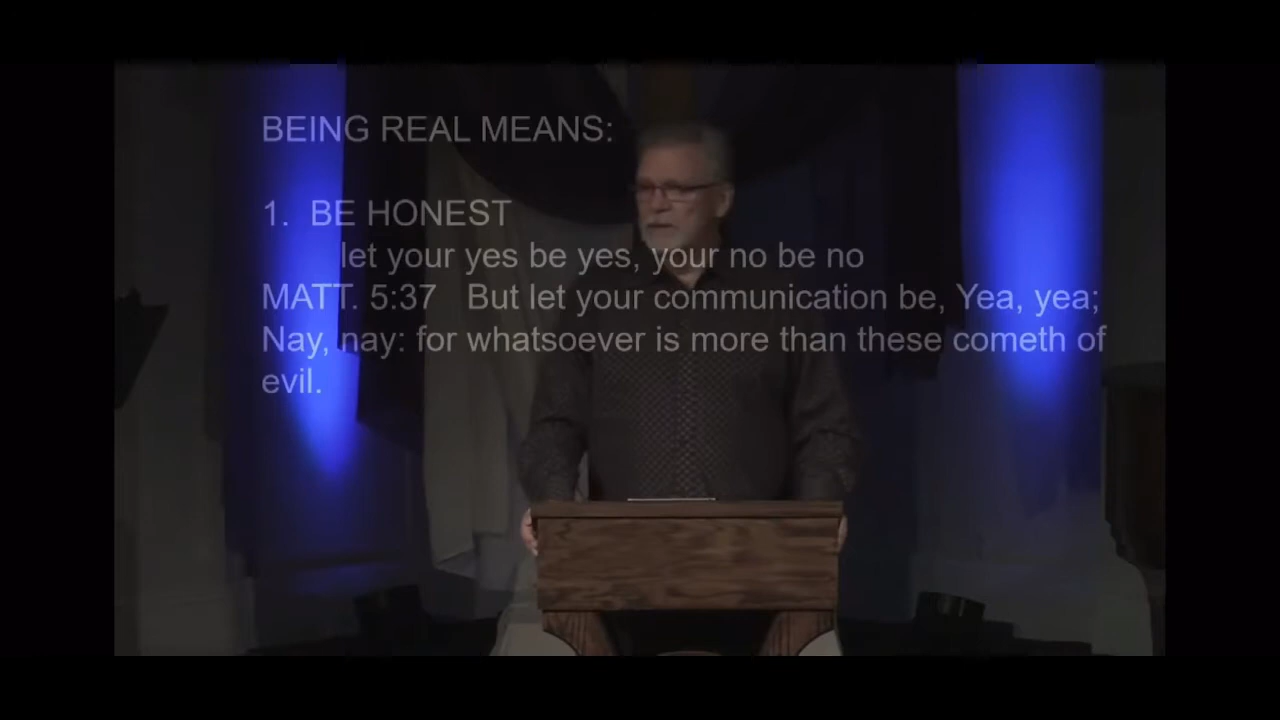 BEING REAL MEANS:
1. BE HONEST
let your yes be yes, your no be no
MATT. 5:37 But let your communication be, Yea, yea;
Nay, nay: for whatsoever is more than these cometh of
evil.